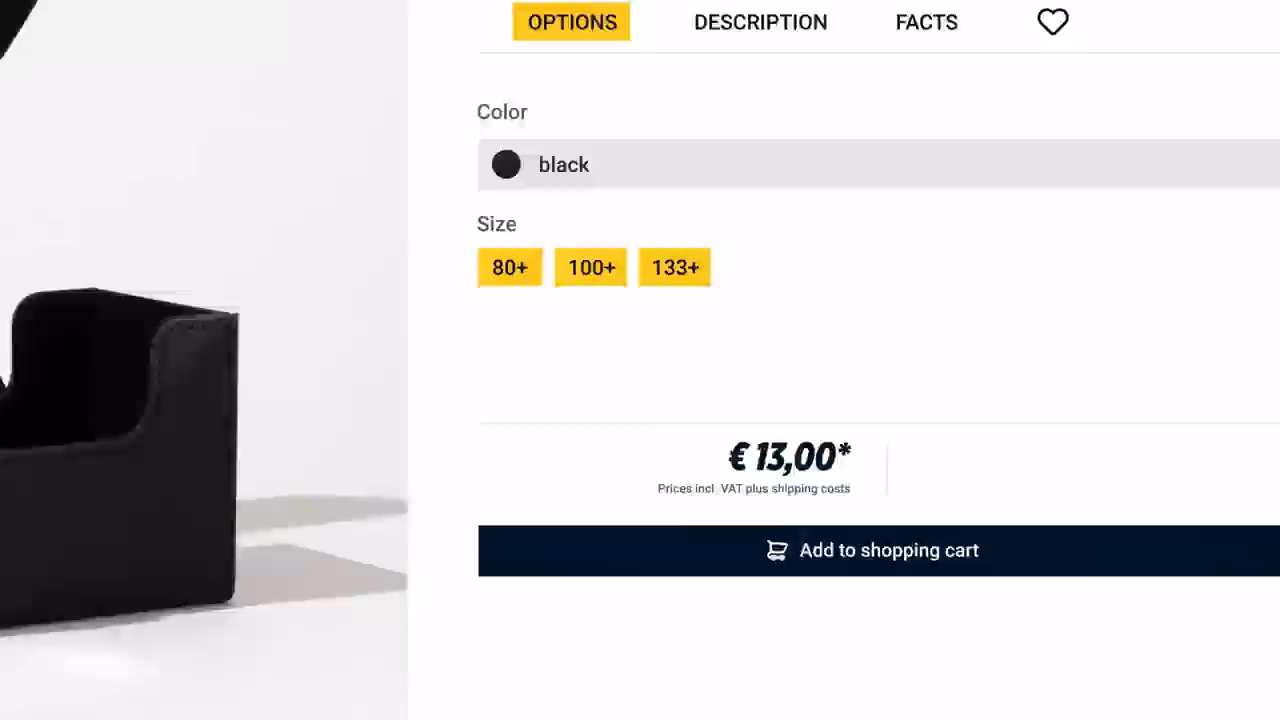 OPTIONS DESCRIPTION FACTS
Color
black
Size
80+ 100+ 133+
€ 13,00*
Prices incl. VAT plus shipping costs
Add to shopping cart